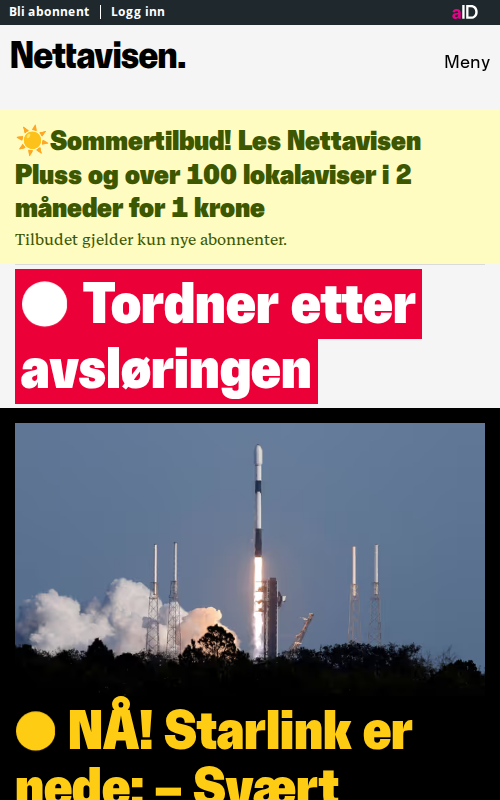 Bli abonnent | Logg inn
aID
Nettavisen.
Meny
☀️Sommertilbud! Les Nettavisen
Pluss og over 100 lokalaviser i 2
måneder for 1 krone
Tilbudet gjelder kun nye abonnenter.
Tordner etter
avsløringen
NÅ! Starlink er
nede: – Svært